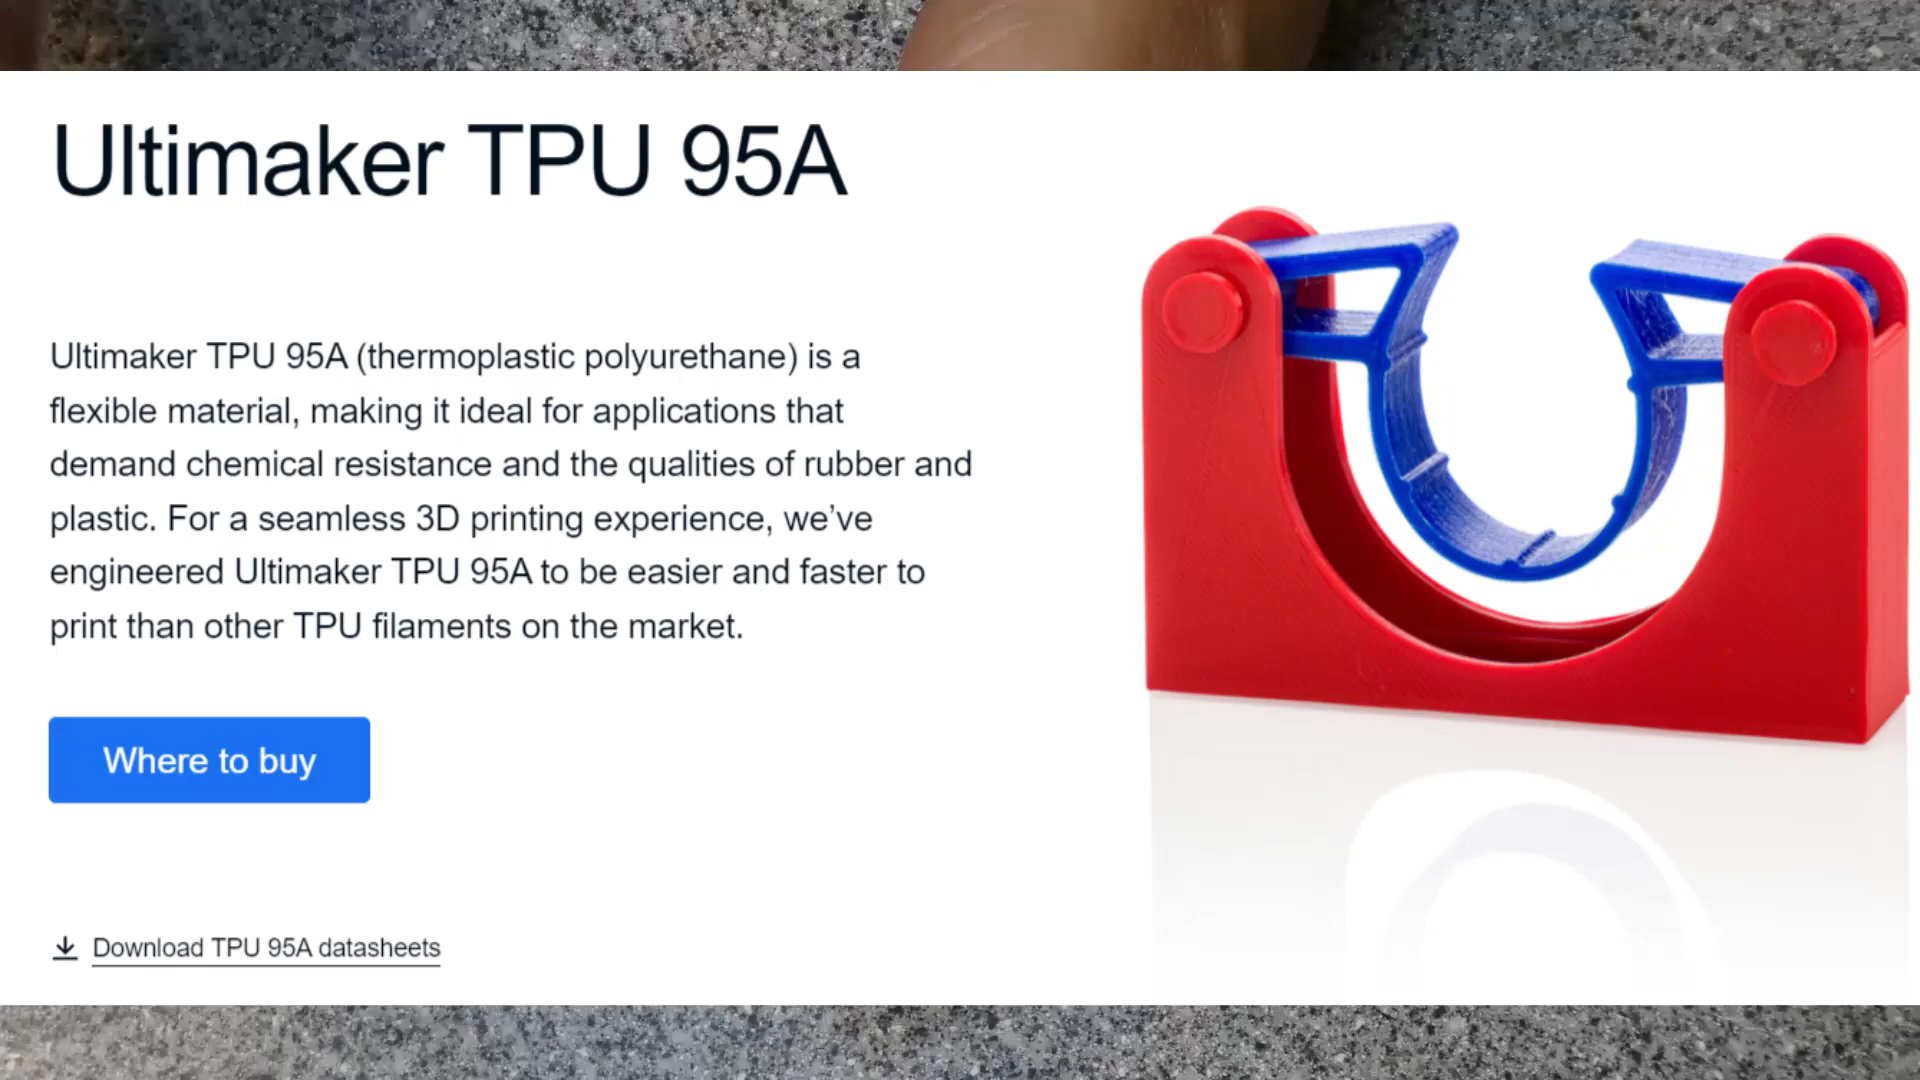 Ultimaker TPU 95A
Ultimaker TPU 95A (thermoplastic polyurethane) is a
flexible material, making it ideal for applications that
demand chemical resistance and the qualities of rubber and
plastic. For a seamless 3D printing experience, we’ve
engineered Ultimaker TPU 95A to be easier and faster to
print than other TPU filaments on the market.
Where to buy
Download TPU 95A datasheets